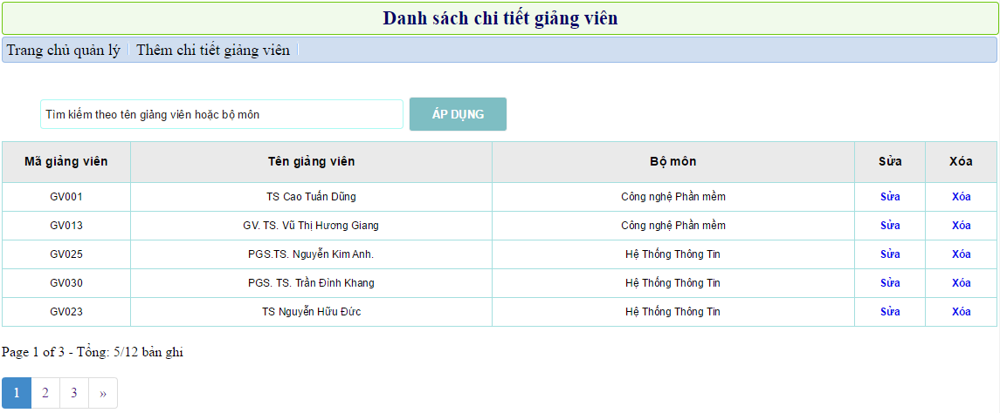 Danh sách chi tiết giảng viên
Trang chủ quản lý Thêm chi tiết giảng viên
Tìm kiếm theo tên giảng viên hoặc bộ môn ÁP DỤNG
Mã giảng viên Tên giảng viên Bộ môn Sửa Xóa
GV001 TS Cao Tuấn Dũng Công nghệ Phần mềm Sửa Xóa
GV013 GV. TS. Vũ Thị Hương Giang Công nghệ Phần mềm Sửa Xóa
GV025 PGS.TS. Nguyễn Kim Anh. Hệ Thống Thông Tin Sửa Xóa
GV030 PGS. TS. Trần Đình Khang Hệ Thống Thông Tin Sửa Xóa
GV023 TS Nguyễn Hữu Đức Hệ Thống Thông Tin Sửa Xóa
Page 1 of 3 - Tổng: 5/12 bản ghi
1 2 3 »